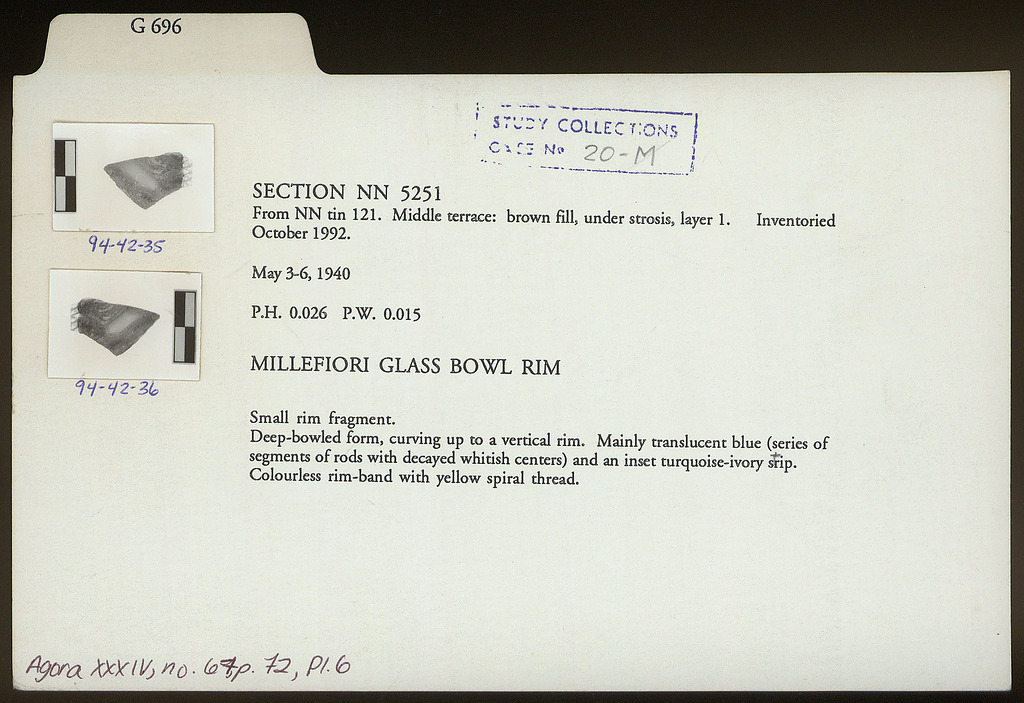 G 696
STUDY COLLECTIONS
CASE No 20-M
94-42-35
94-42-36
SECTION NN 5251
From NN tin 121. Middle terrace: brown fill, under strosis, layer 1. Inventoried
October 1992.
May 3-6, 1940
P.H. 0.026 P.W. 0.015
MILLEFIORI GLASS BOWL RIM
Small rim fragment.
Deep-bowled form, curving up to a vertical rim. Mainly translucent blue (series of
segments of rods with decayed whitish centers) and an inset turquoise-ivory strip.
Colourless rim-band with yellow spiral thread.
Agora XXXIV, no. p. 72, Pl. 6